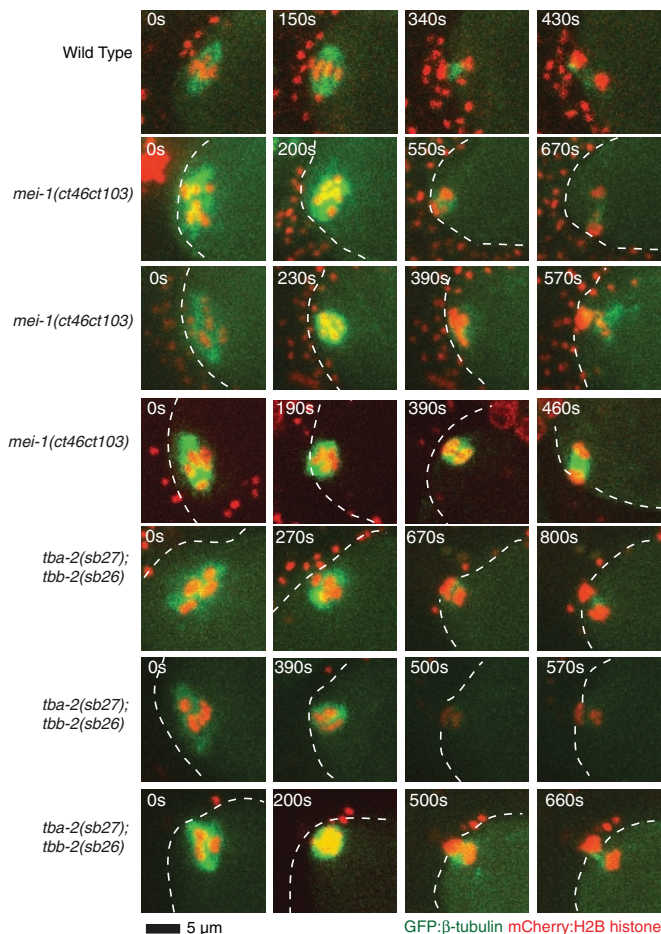 0s 150s 340s 430s
Wild Type
0s 200s 550s 670s
mei-1(ct46ct103)
0s 230s 390s 570s
mei-1(ct46ct103)
0s 190s 390s 460s
mei-1(ct46ct103)
0s 270s 670s 800s
tba-2(sb27);
tbb-2(sb26)
0s 390s 500s 570s
tba-2(sb27);
tbb-2(sb26)
0s 200s 500s 660s
tba-2(sb27);
tbb-2(sb26)
5 µm
GFP:β-tubulin mCherry:H2B histone